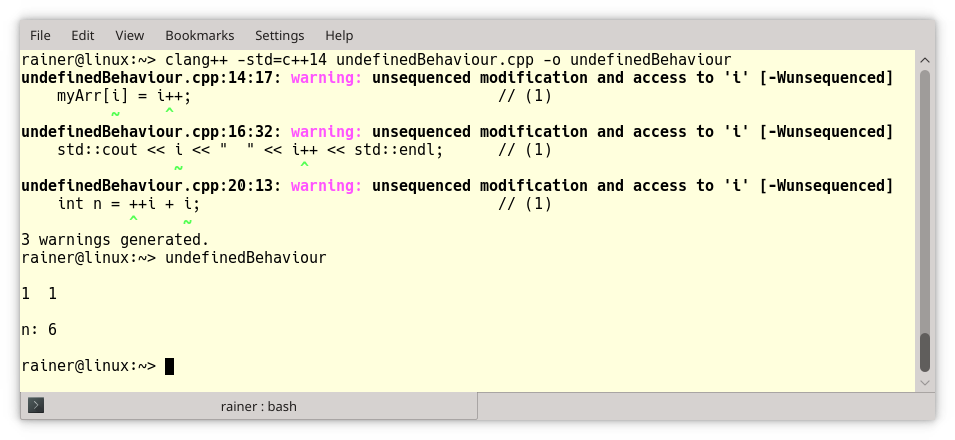 File Edit View Bookmarks Settings Help
rainer@linux:~> clang++ -std=c++14 undefinedBehaviour.cpp -o undefinedBehaviour
undefinedBehaviour.cpp:14:17: warning: unsequenced modification and access to 'i' [-Wunsequenced]
    myArr[i] = i++;                                  // (1)
          ~     ^
undefinedBehaviour.cpp:16:32: warning: unsequenced modification and access to 'i' [-Wunsequenced]
    std::cout << i << "  " << i++ << std::endl;      // (1)
                 ~             ^
undefinedBehaviour.cpp:20:13: warning: unsequenced modification and access to 'i' [-Wunsequenced]
    int n = ++i + i;                                 // (1)
            ^     ~
3 warnings generated.
rainer@linux:~> undefinedBehaviour
1  1
n: 6
rainer@linux:~>
rainer : bash